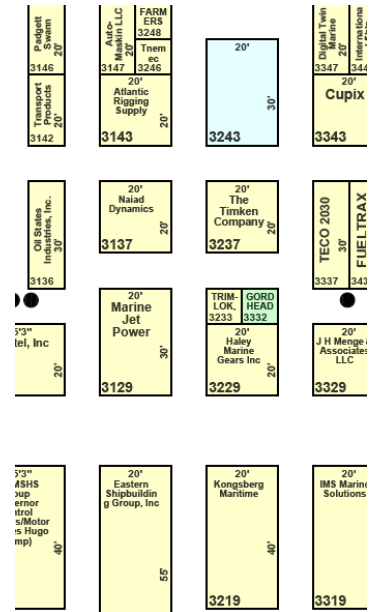 Padgett
Swann
20'
3146
Auto-
Maskin LLC
20'
3147
FARM
ERS
3248
Tnem
ec
3246
20'
30'
3243
Digital Twin
Marine
20'
3347
344
Transport
Products
20'
3142
20'
Atlantic
Rigging
Supply
20'
3143
20'
Cupix
3343
Oil States
Industries, Inc.
30'
3136
20'
Naiad
Dynamics
20'
3137
20'
The
Timken
Company
20'
3237
TECO 2030
30'
3337
FUELTRAX
343
20'
Marine
Jet
Power
30'
3129
TRIM-
LOK,
3233
GORD
HEAD
3332
5'3"
tel, Inc
20'
20'
Haley
Marine
Gears Inc
20'
3229
20'
J H Menge &
Associates
LLC
3329
5'3"
MSHS
oup
ernor
ntrol
s/Motor
es Hugo
mp)
40'
20'
Eastern
Shipbuildin
g Group, Inc
55'
20'
Kongsberg
Maritime
40'
3219
20'
IMS Marine
Solutions
3319